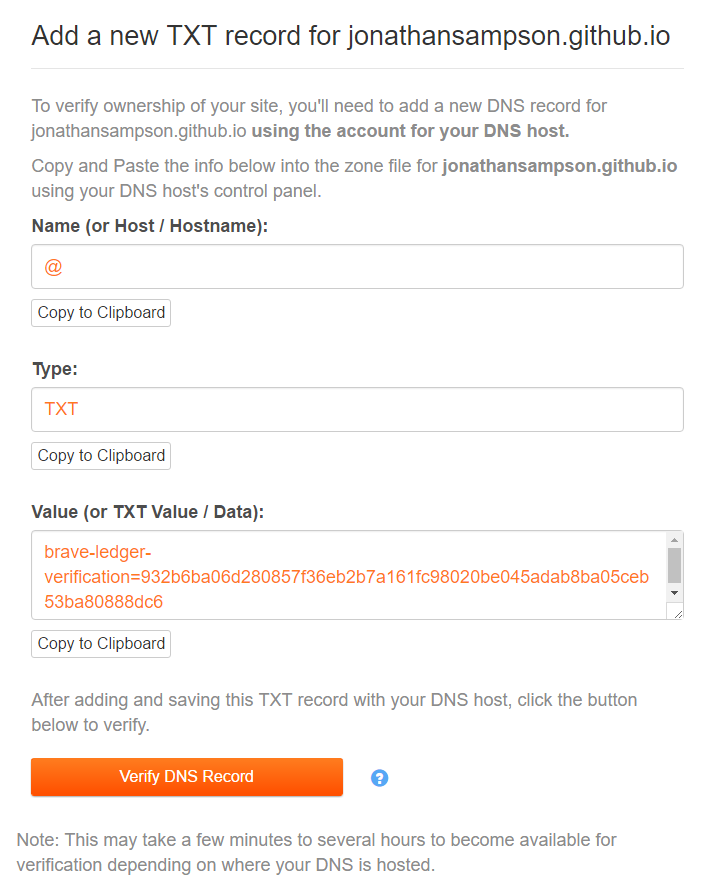 Add a new TXT record for jonathansampson.github.io
To verify ownership of your site, you'll need to add a new DNS record for
jonathansampson.github.io using the account for your DNS host.
Copy and Paste the info below into the zone file for jonathansampson.github.io
using your DNS host's control panel.
Name (or Host / Hostname):
@
Copy to Clipboard
Type:
TXT
Copy to Clipboard
Value (or TXT Value / Data):
brave-ledger-
verification=932b6ba06d280857f36eb2b7a161fc98020be045adab8ba05ceb
53ba80888dc6
Copy to Clipboard
After adding and saving this TXT record with your DNS host, click the button
below to verify.
Verify DNS Record
?
Note: This may take a few minutes to several hours to become available for
verification depending on where your DNS is hosted.